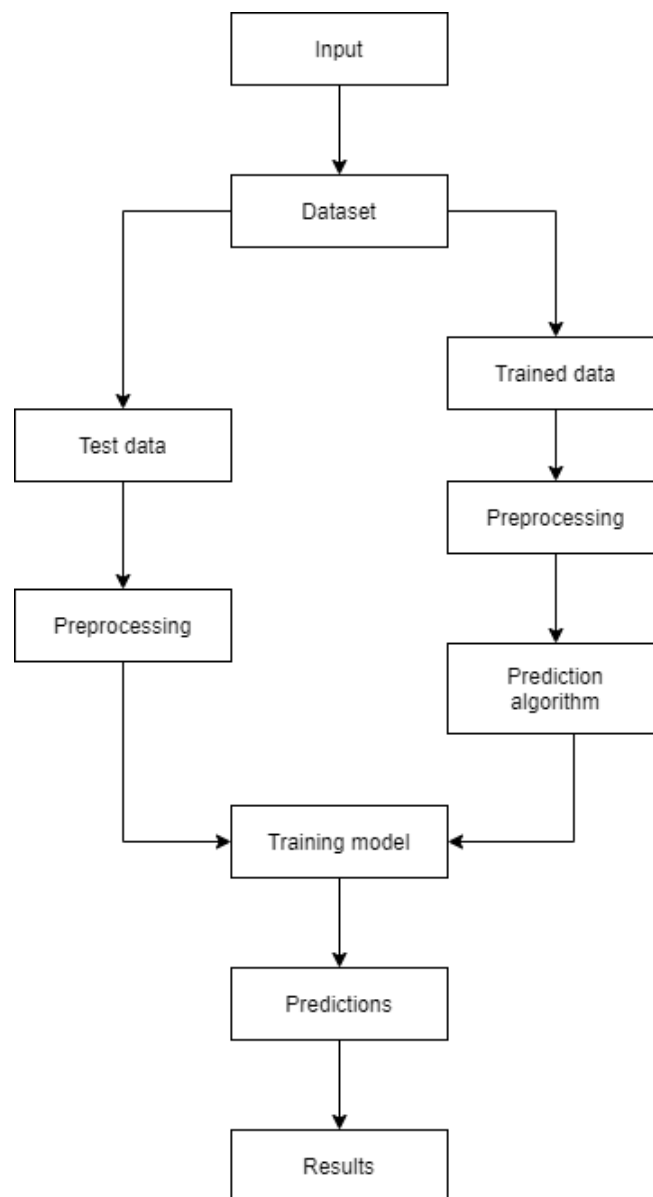 Input
Dataset
Trained data
Test data
Preprocessing
Preprocessing
Prediction
algorithm
Training model
Predictions
Results